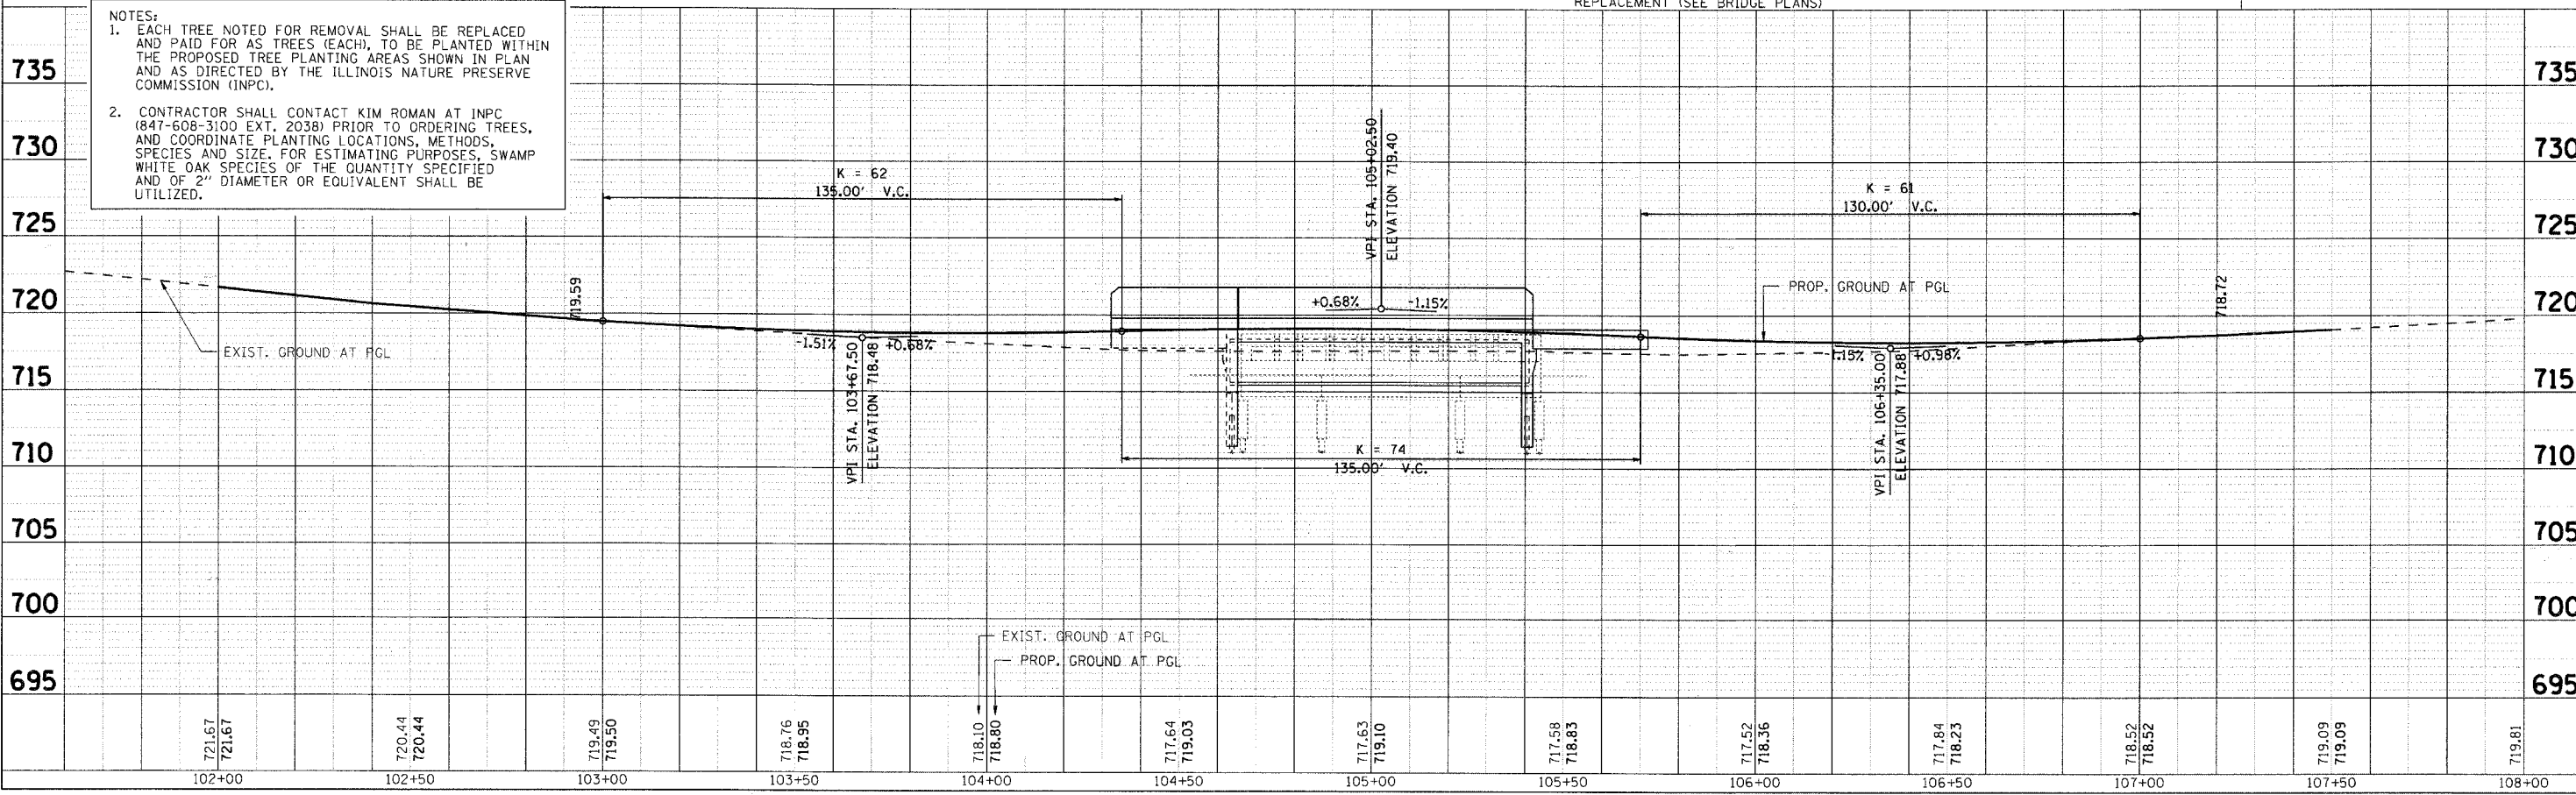 REPLACEMENT (SEE BRIDGE PLANS)
NOTES:
1. EACH TREE NOTED FOR REMOVAL SHALL BE REPLACED
AND PAID FOR AS TREES (EACH), TO BE PLANTED WITHIN
THE PROPOSED TREE PLANTING AREAS SHOWN IN PLAN
AND AS DIRECTED BY THE ILLINOIS NATURE PRESERVE
COMMISSION (INPC).
2. CONTRACTOR SHALL CONTACT KIM ROMAN AT INPC
(847-608-3100 EXT. 2038) PRIOR TO ORDERING TREES,
AND COORDINATE PLANTING LOCATIONS, METHODS,
SPECIES AND SIZE. FOR ESTIMATING PURPOSES, SWAMP
WHITE OAK SPECIES OF THE QUANTITY SPECIFIED
AND OF 2" DIAMETER OR EQUIVALENT SHALL BE
UTILIZED.
735
735
730
730
725
725
720
720
715
715
710
710
705
705
700
700
695
695
K = 62
135.00' V.C.
VPI STA. 105+02.50
ELEVATION 719.40
K = 61
130.00' V.C.
719.59
+0.68% -1.15%
PROP. GROUND AT PGL
718.72
EXIST. GROUND AT PGL
-1.51% +0.68%
VPI STA. 103+67.50
ELEVATION 718.48
1.15% +0.98%
VPI STA. 106+35.00
ELEVATION 717.88
K = 74
135.00' V.C.
EXIST. GROUND AT PGL
PROP. GROUND AT PGL
721.67
721.67
720.44
720.44
719.49
719.50
718.76
718.95
718.10
718.80
717.64
719.03
717.63
719.10
717.58
718.83
717.52
718.36
717.84
718.23
718.52
718.52
719.09
719.09
719.81
102+00 102+50 103+00 103+50 104+00 104+50 105+00 105+50 106+00 106+50 107+00 107+50 108+00